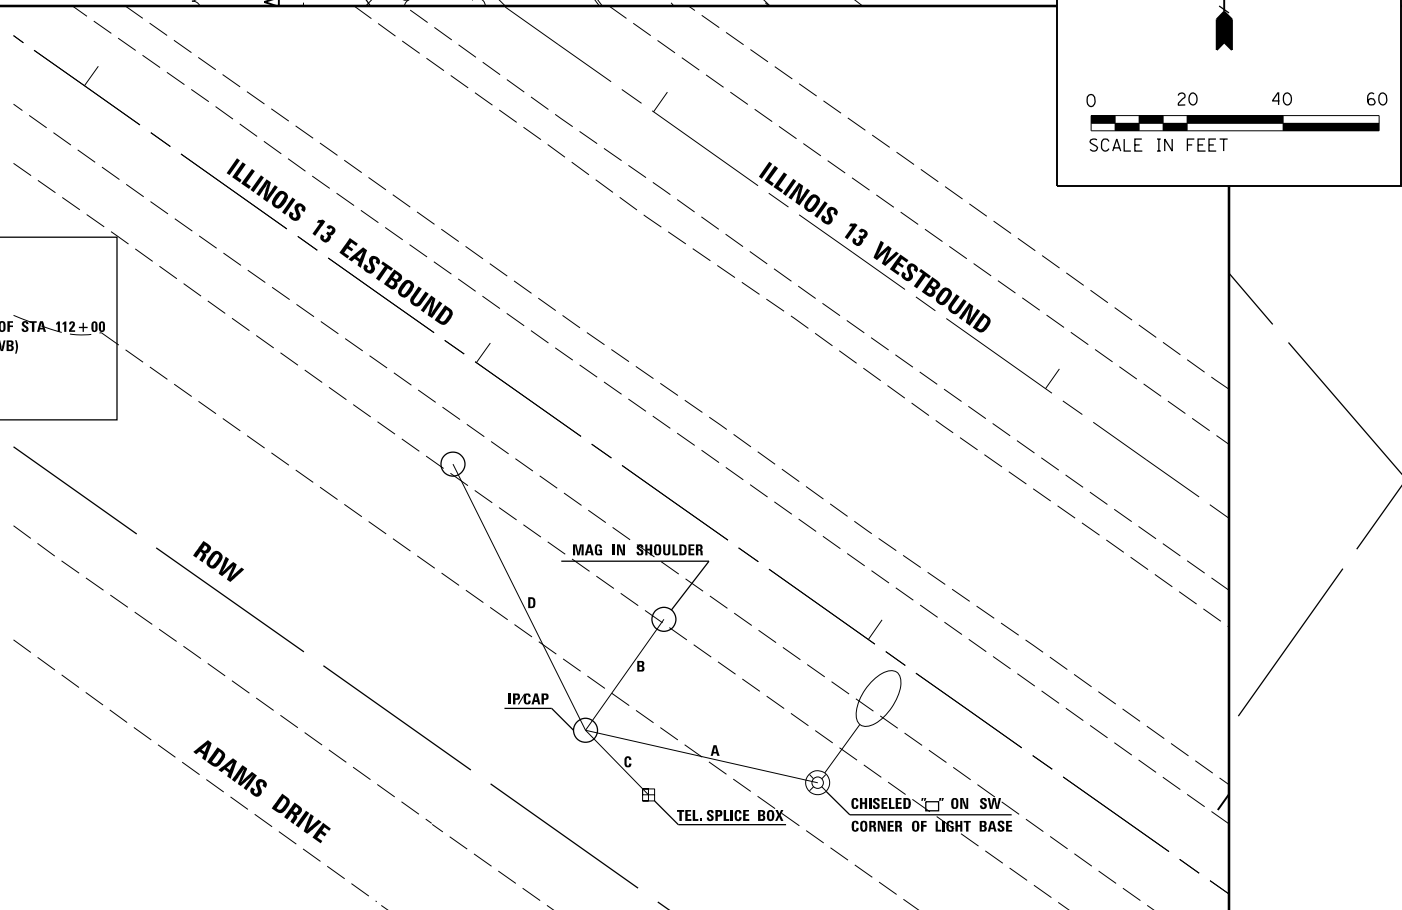 0 20 40 60
SCALE IN FEET
ILLINOIS 13 EASTBOUND
ILLINOIS 13 WESTBOUND
OF STA 112+00
MAG IN SHOULDER
ROW
D
B
IP/CAP
A
C
ADAMS DRIVE
TEL. SPLICE BOX
CHISELED "□" ON SW
CORNER OF LIGHT BASE